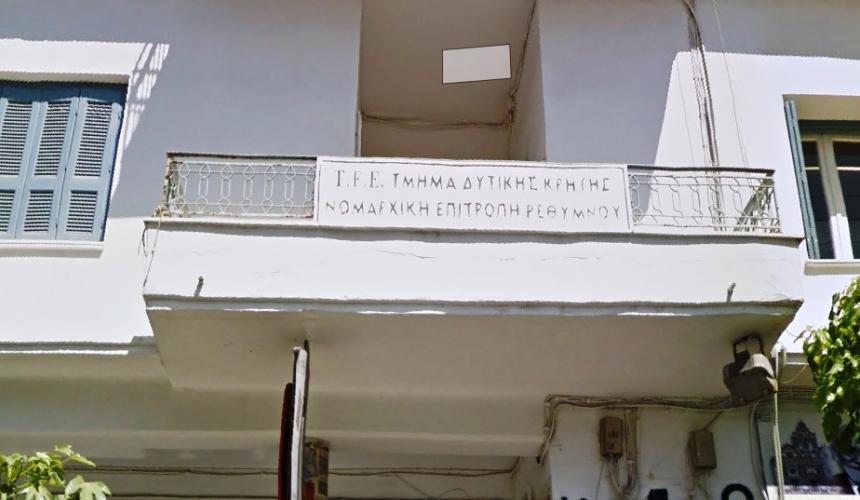 Τ.Ε.Ε. ΤΜΗΜΑ ΔΥΤΙΚΗΣ ΚΡΗΤΗΣ
ΝΟΜΑΡΧΙΚΗ ΕΠΙΤΡΟΠΗ ΡΕΘΥΜΝΟΥ